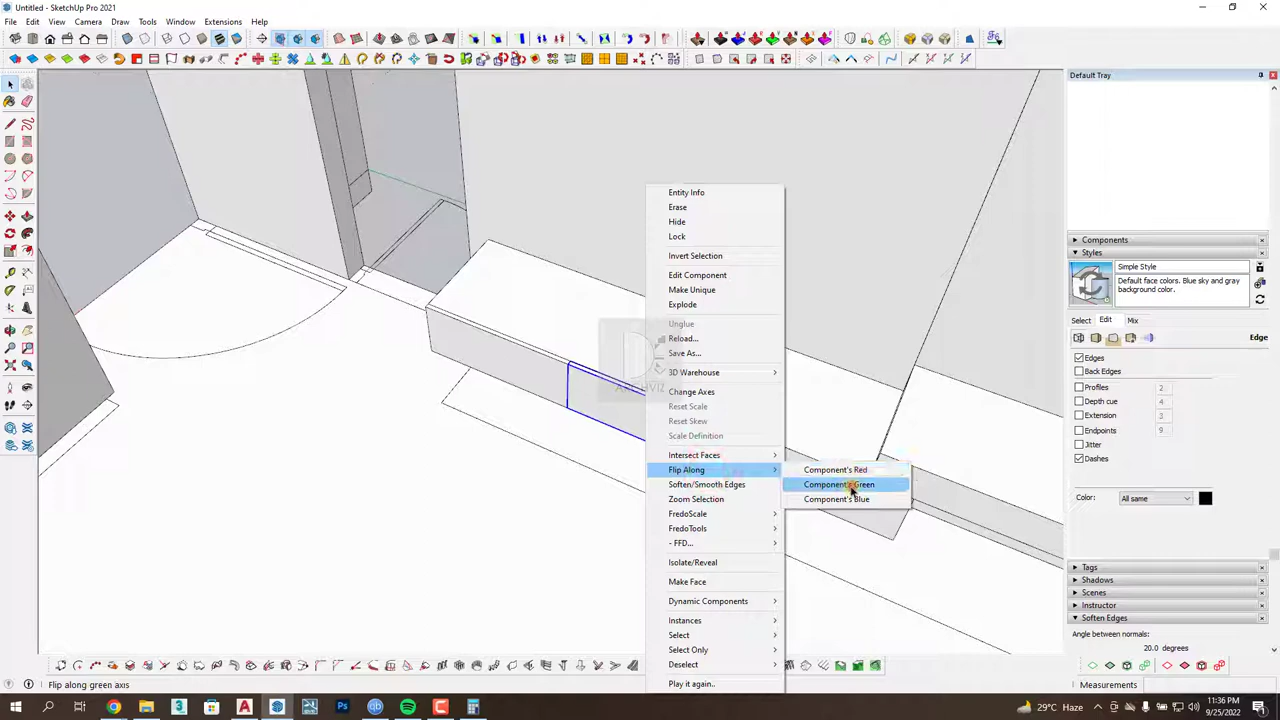 Untitled - SketchUp Pro 2021
File Edit View Camera Draw Tools Window Extensions Help
Default Tray
Entity Info
Erase
Hide
Lock
Invert Selection
Edit Component
Make Unique
Explode
Unglue
Reload...
Save As...
3D Warehouse
Change Axes
Reset Scale
Reset Skew
Scale Definition
Intersect Faces
Flip Along
Soften/Smooth Edges
Zoom Selection
FredoScale
FredoTools
- FFD...
Isolate/Reveal
Make Face
Dynamic Components
Instances
Select
Select Only
Deselect
Play it again..
Component's Red
Component's Green
Component's Blue
Components
Styles
Simple Style
Default face colors. Blue sky and gray
background color.
Select Edit Mix
Edge
Edges
Back Edges
Profiles 2
Depth cue 4
Extension 3
Endpoints 9
Jitter
Dashes
Color: All same
Tags
Shadows
Scenes
Instructor
Soften Edges
Angle between normals:
20.0 degrees
Flip along green axis
Measurements
29°C Haze
11:36 PM
9/25/2022